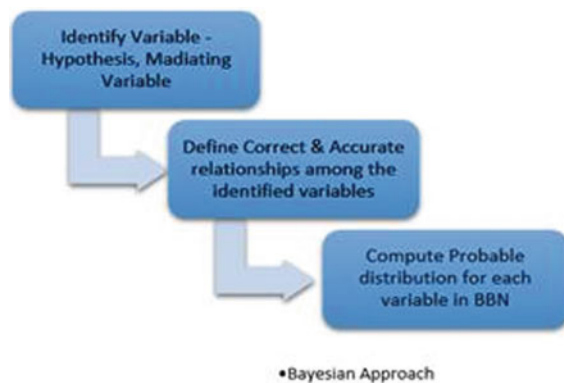 Identify Variable -
Hypothesis, Madiating
Variable
Define Correct & Accurate
relationships among the
identified variables
Compute Probable
distribution for each
variable in BBN
•Bayesian Approach